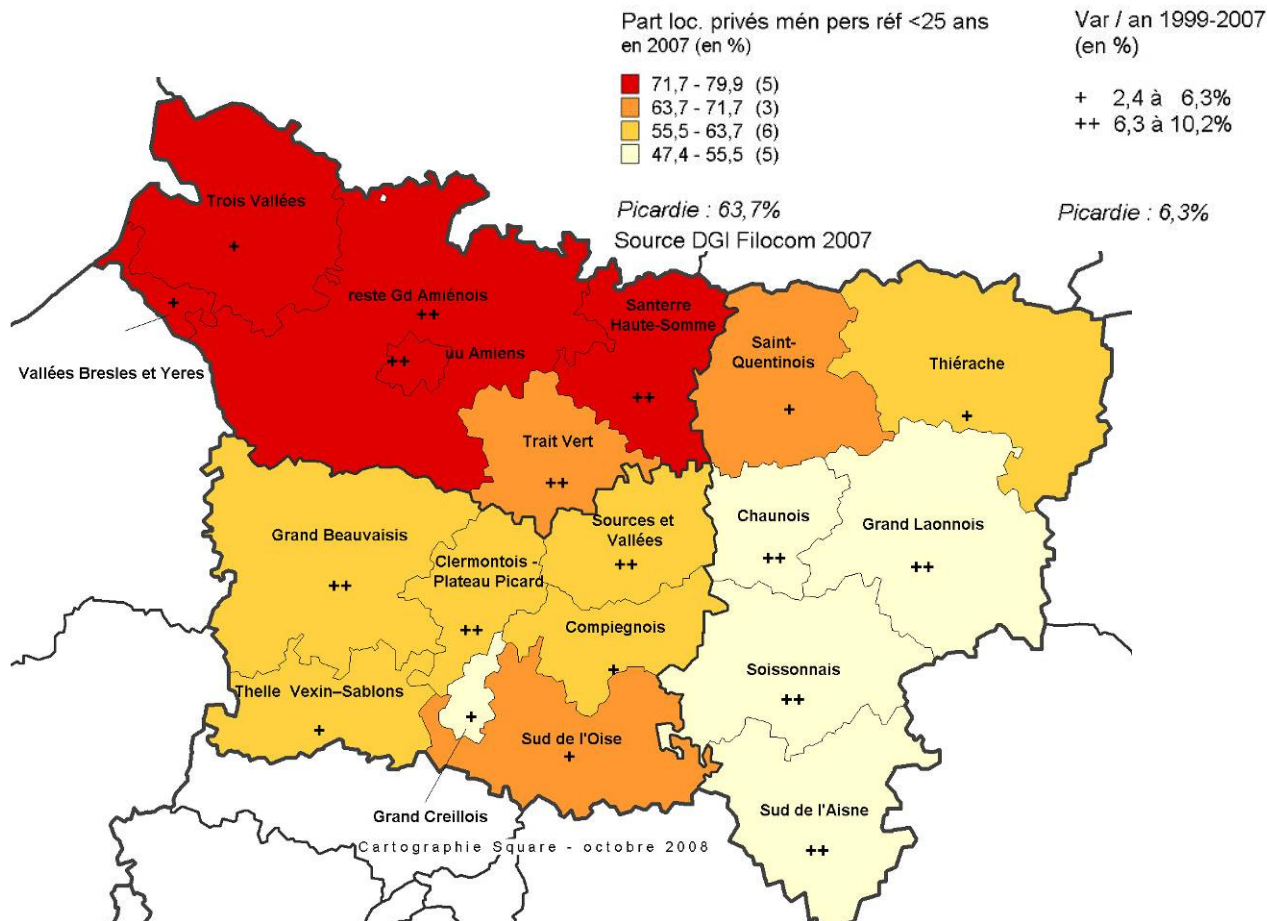 Part loc. privés mén pers réf <25 ans
en 2007 (en %)
71,7 - 79,9 (5)
63,7 - 71,7 (3)
55,5 - 63,7 (6)
47,4 - 55,5 (5)
Var / an 1999-2007
(en %)
+ 2,4 à 6,3%
++ 6,3 à 10,2%
Picardie : 63,7%
Picardie : 6,3%
Source DGI Filocom 2007
Trois Vallées
+
Vallées Bresles et Yeres
+
reste Gd Amiénois
++
uu Amiens
++
Santerre
Haute-Somme
++
Saint-
Quentinois
+
Thiérache
+
Trait Vert
++
Grand Beauvaisis
++
Clermontois -
Plateau Picard
++
Sources et
Vallées
++
Chaunois
++
Grand Laonnois
++
Compiegnois
+
Soissonnais
++
Thelle Vexin–Sablons
+
Grand Creillois
+
Sud de l'Oise
+
Sud de l'Aisne
++
Cartographie Square - octobre 2008